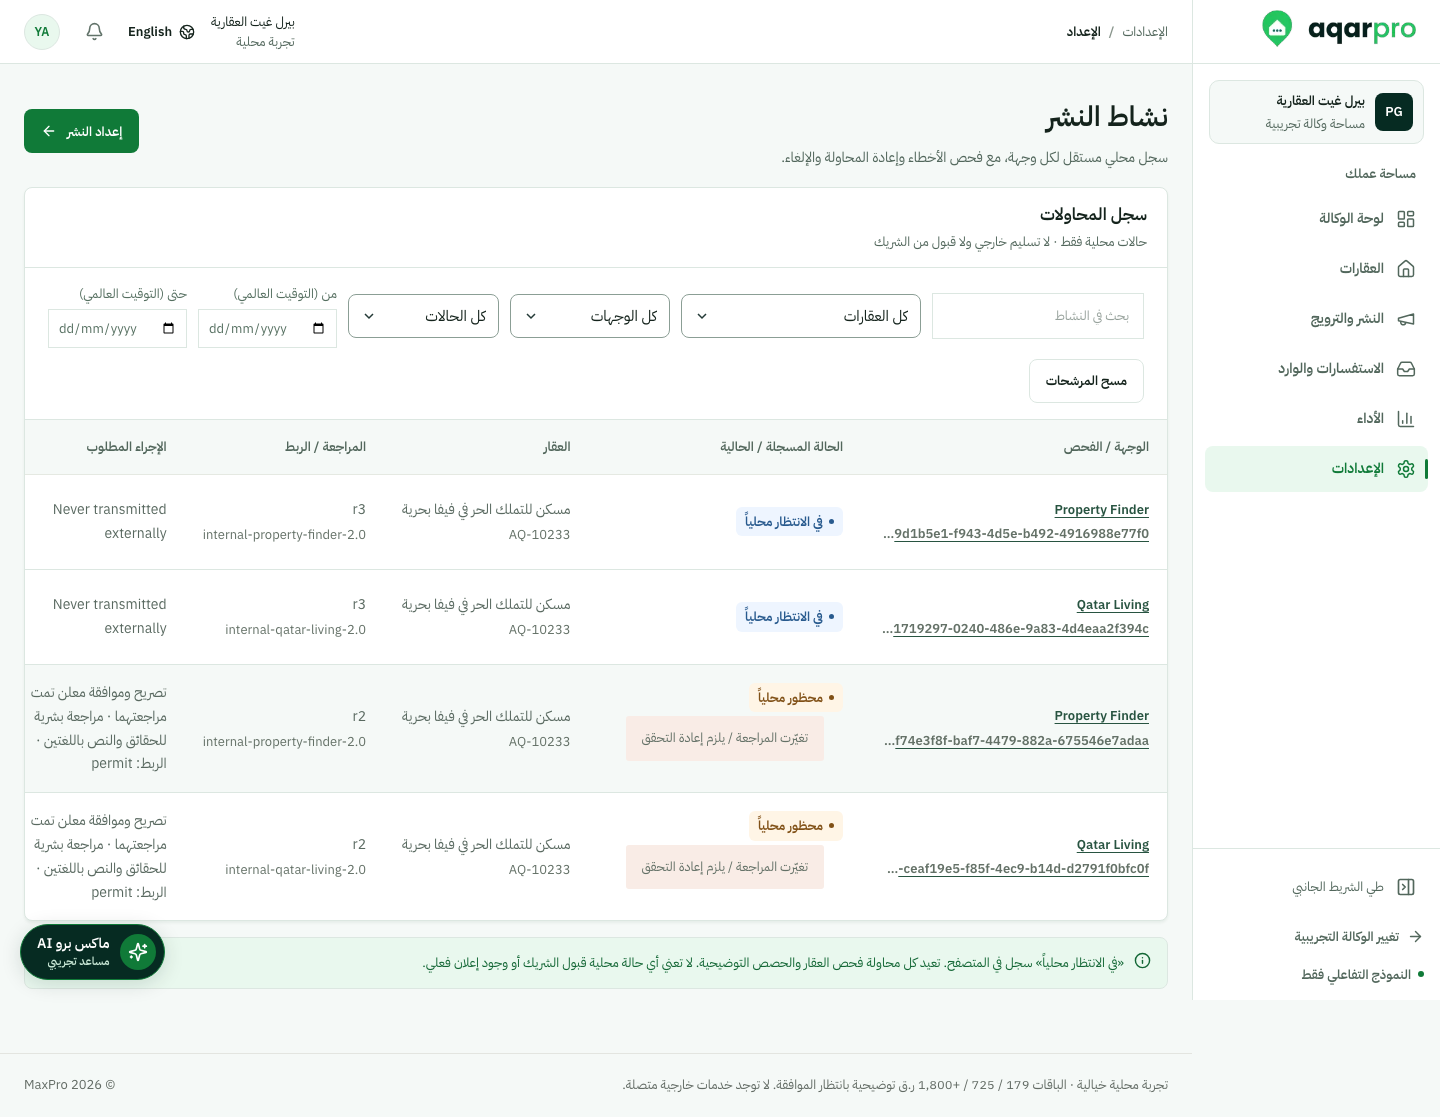 aqarpro
PG
بيرل غيت العقارية
مساحة وكالة تجريبية
مساحة عملك
لوحة الوكالة
العقارات
النشر والترويج
الاستفسارات والوارد
الأداء
الإعدادات
طي الشريط الجانبي
تغيير الوكالة التجريبية
النموذج التفاعلي فقط
الإعدادات / الإعداد
بيرل غيت العقارية
تجربة محلية
English
YA
نشاط النشر
سجل محلي مستقل لكل وجهة، مع فحص الأخطاء وإعادة المحاولة والإلغاء.
إعداد النشر
سجل المحاولات
حالات محلية فقط · لا تسليم خارجي ولا قبول من الشريك
بحث في النشاط
كل العقارات
كل الوجهات
كل الحالات
من (التوقيت العالمي)
dd/mm/yyyy
حتى (التوقيت العالمي)
dd/mm/yyyy
مسح المرشحات
الوجهة / الفحص
الحالة المسجلة / الحالية
العقار
المراجعة / الربط
الإجراء المطلوب
Property Finder
9d1b5e1-f943-4d5e-b492-4916988e77f0…
في الانتظار محلياً
مسكن للتملك الحر في فيفا بحرية
AQ-10233
r3
internal-property-finder-2.0
Never transmitted
externally
Qatar Living
1719297-0240-486e-9a83-4d4eaa2f394c…
في الانتظار محلياً
مسكن للتملك الحر في فيفا بحرية
AQ-10233
r3
internal-qatar-living-2.0
Never transmitted
externally
Property Finder
f74e3f8f-baf7-4479-882a-675546e7adaa…
محظور محلياً
تغيّرت المراجعة / يلزم إعادة التحقق
مسكن للتملك الحر في فيفا بحرية
AQ-10233
r2
internal-property-finder-2.0
تصريح وموافقة معلن تمت
مراجعتهما · مراجعة بشرية
للحقائق والنص باللغتين ·
الربط: permit
Qatar Living
-ceaf19e5-f85f-4ec9-b14d-d2791f0bfc0f…
محظور محلياً
تغيّرت المراجعة / يلزم إعادة التحقق
مسكن للتملك الحر في فيفا بحرية
AQ-10233
r2
internal-qatar-living-2.0
تصريح وموافقة معلن تمت
مراجعتهما · مراجعة بشرية
للحقائق والنص باللغتين ·
الربط: permit
«في الانتظار محلياً» سجل في المتصفح. تعيد كل محاولة فحص العقار والحصص التوضيحية. لا تعني أي حالة محلية قبول الشريك أو وجود إعلان فعلي.
ماكس برو AI
مساعد تجريبي
تجربة محلية خيالية · الباقات 179 / 725 / +1,800 ر.ق توضيحية بانتظار الموافقة. لا توجد خدمات خارجية متصلة.
© 2026 MaxPro